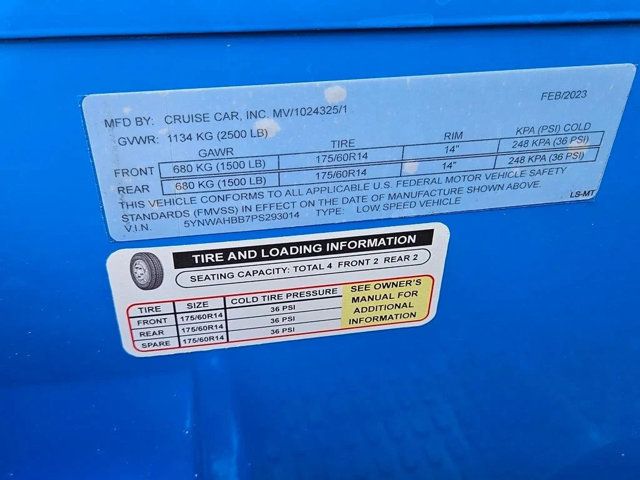 MFD BY: CRUISE CAR, INC. MV/1024325/1 FEB/2023
GVWR: 1134 KG (2500 LB)
GAWR TIRE RIM KPA (PSI) COLD
FRONT 680 KG (1500 LB) 175/60R14 14" 248 KPA (36 PSI)
REAR 680 KG (1500 LB) 175/60R14 14" 248 KPA (36 PSI)
THIS VEHICLE CONFORMS TO ALL APPLICABLE U.S. FEDERAL MOTOR VEHICLE SAFETY
STANDARDS (FMVSS) IN EFFECT ON THE DATE OF MANUFACTURE SHOWN ABOVE.
V.I.N. 5YNWAHBB7PS293014 TYPE: LOW SPEED VEHICLE LS-MT
TIRE AND LOADING INFORMATION
SEATING CAPACITY: TOTAL 4 FRONT 2 REAR 2
TIRE SIZE COLD TIRE PRESSURE
FRONT 175/60R14 36 PSI
REAR 175/60R14 36 PSI
SPARE 175/60R14 36 PSI
SEE OWNER'S
MANUAL FOR
ADDITIONAL
INFORMATION